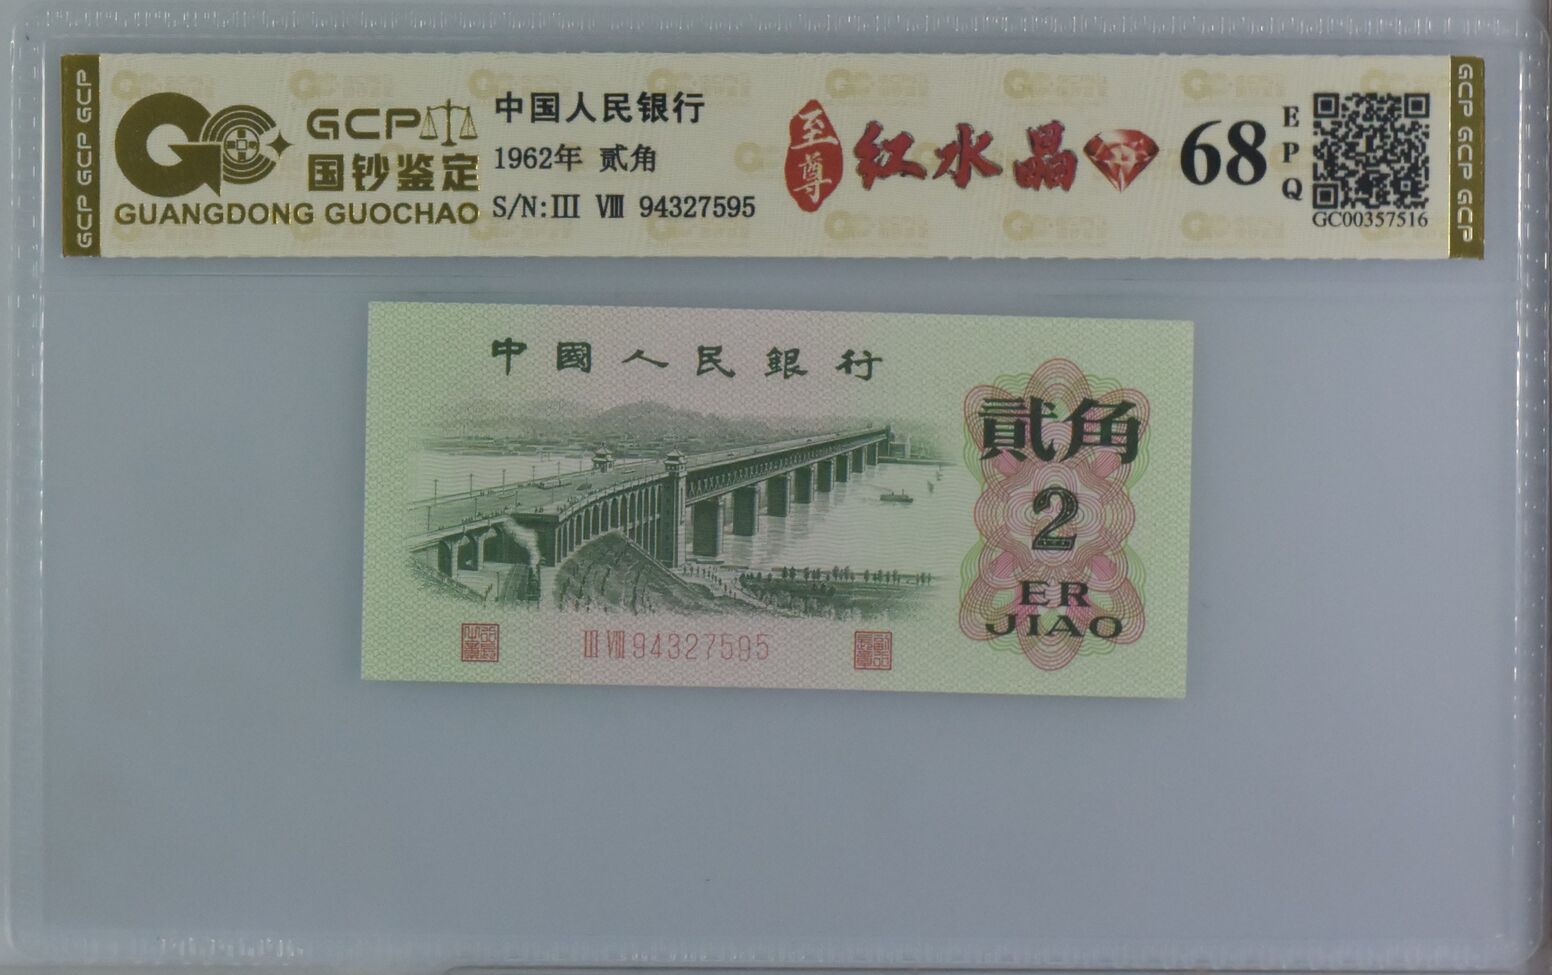 GCP GCP GCP
GCP
国钞鉴定
GUANGDONG GUOCHAO
中国人民银行
1962年 贰角
S/N:III VIII 94327595
至尊
红水晶
68
EPQ
GC00357516
GCP GCP GCP
中國人民銀行
貳角
2
ER
JIAO
III VIII 94327595